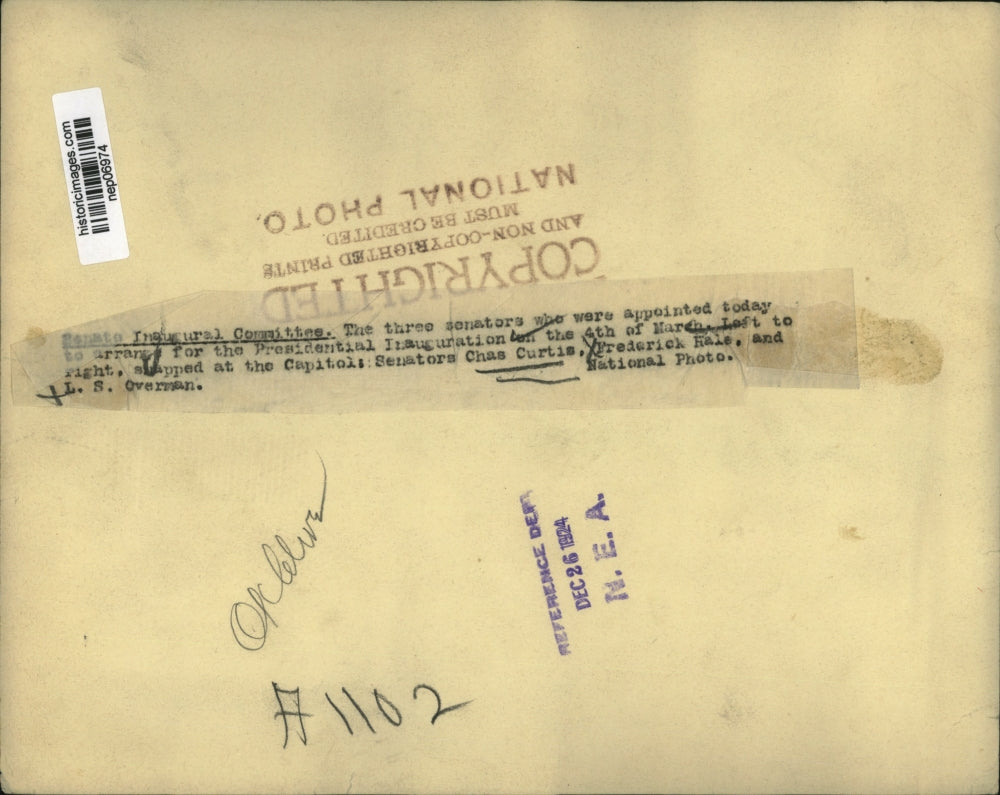 historicimages.com
nep06974
NATIONAL PHOTO.
MUST BE CREDITED.
AND NON-COPYRIGHTED PRINTS
COPYRIGHTED
Senate Inaugural Committee. The three senators who were appointed today
to arrange for the Presidential Inauguration on the 4th of March. Left to
right, snapped at the Capitol: Senators Chas Curtis, Frederick Hale, and
L. S. Overman. National Photo.
REFERENCE DEPT.
DEC 26 1924
N. E. A.
OK
#1102